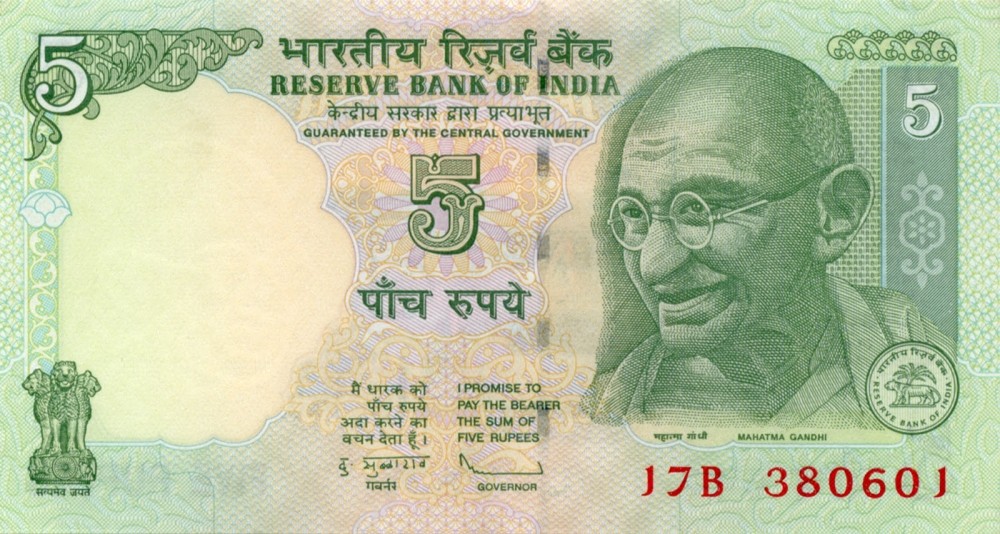 5
भारतीय रिज़र्व बैंक
RESERVE BANK OF INDIA
केन्द्रीय सरकार द्वारा प्रत्याभूत
GUARANTEED BY THE CENTRAL GOVERNMENT
5
5
पाँच रुपये
मैं धारक को
पाँच रुपये
अदा करने का
वचन देता हूँ।
गवर्नर
I PROMISE TO
PAY THE BEARER
THE SUM OF
FIVE RUPEES
GOVERNOR
सत्यमेव जयते
महात्मा गांधी MAHATMA GANDHI
भारतीय रिज़र्व बैंक
RESERVE BANK OF INDIA
17B 380601